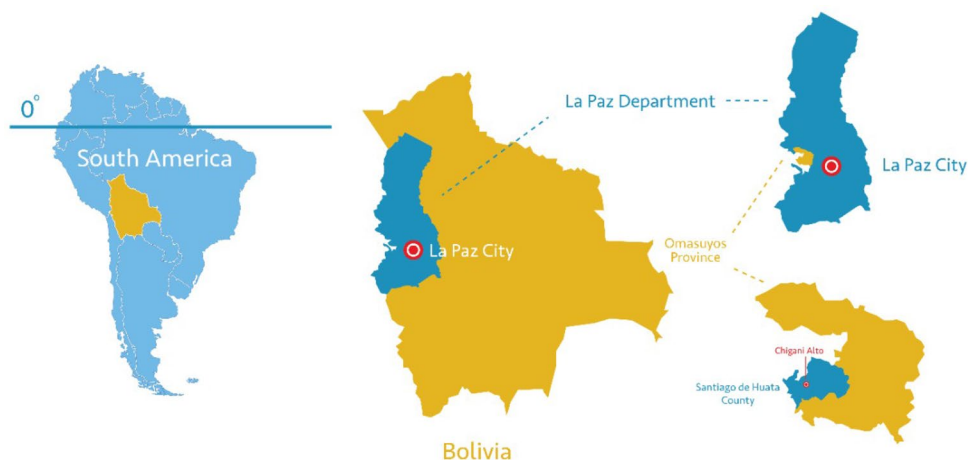 0°
South America
La Paz Department
La Paz City
Bolivia
La Paz City
Omasuyos
Province
Chigani Alto
Santiago de Huata
County